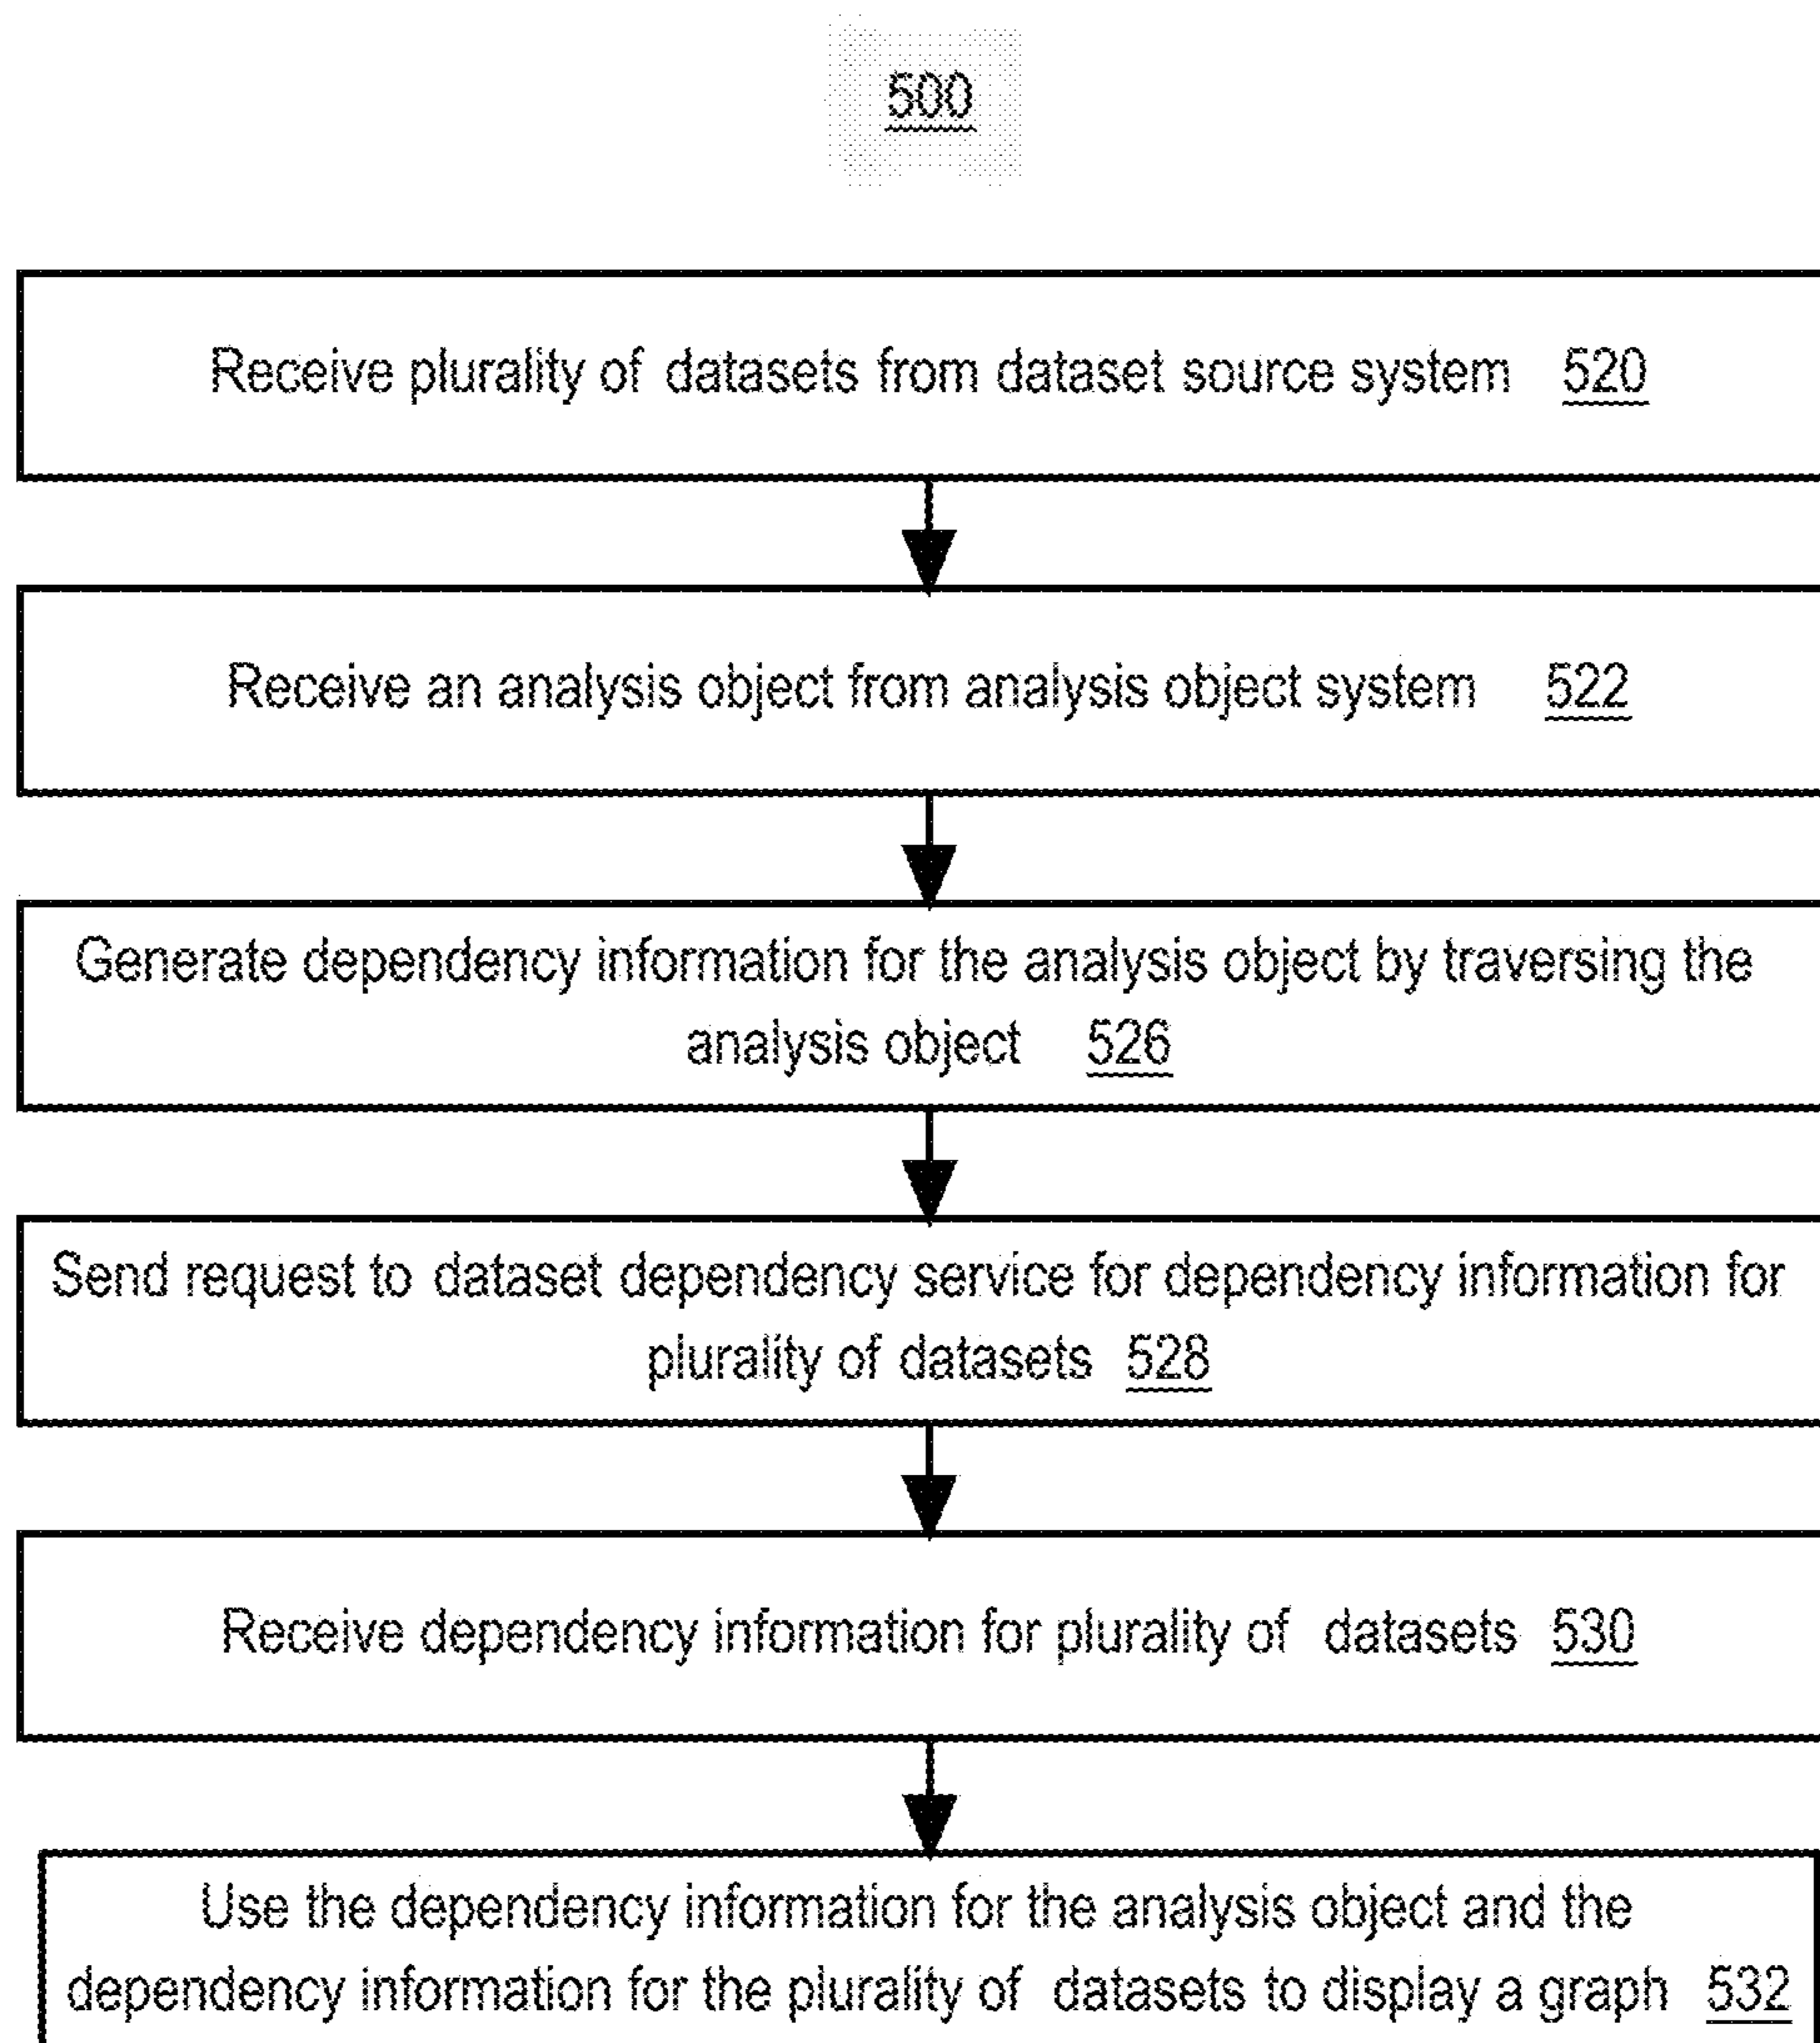 500
Receive plurality of datasets from dataset source system 520
Receive an analysis object from analysis object system 522
Generate dependency information for the analysis object by traversing the
analysis object 526
Send request to dataset dependency service for dependency information for
plurality of datasets 528
Receive dependency information for plurality of datasets 530
Use the dependency information for the analysis object and the
dependency information for the plurality of datasets to display a graph 532